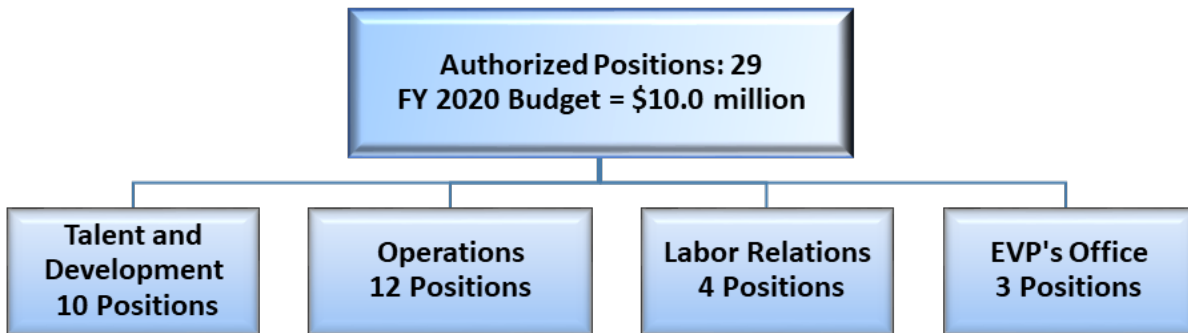 Authorized Positions: 29
FY 2020 Budget = $10.0 million
Talent and
Development
10 Positions
Operations
12 Positions
Labor Relations
4 Positions
EVP's Office
3 Positions